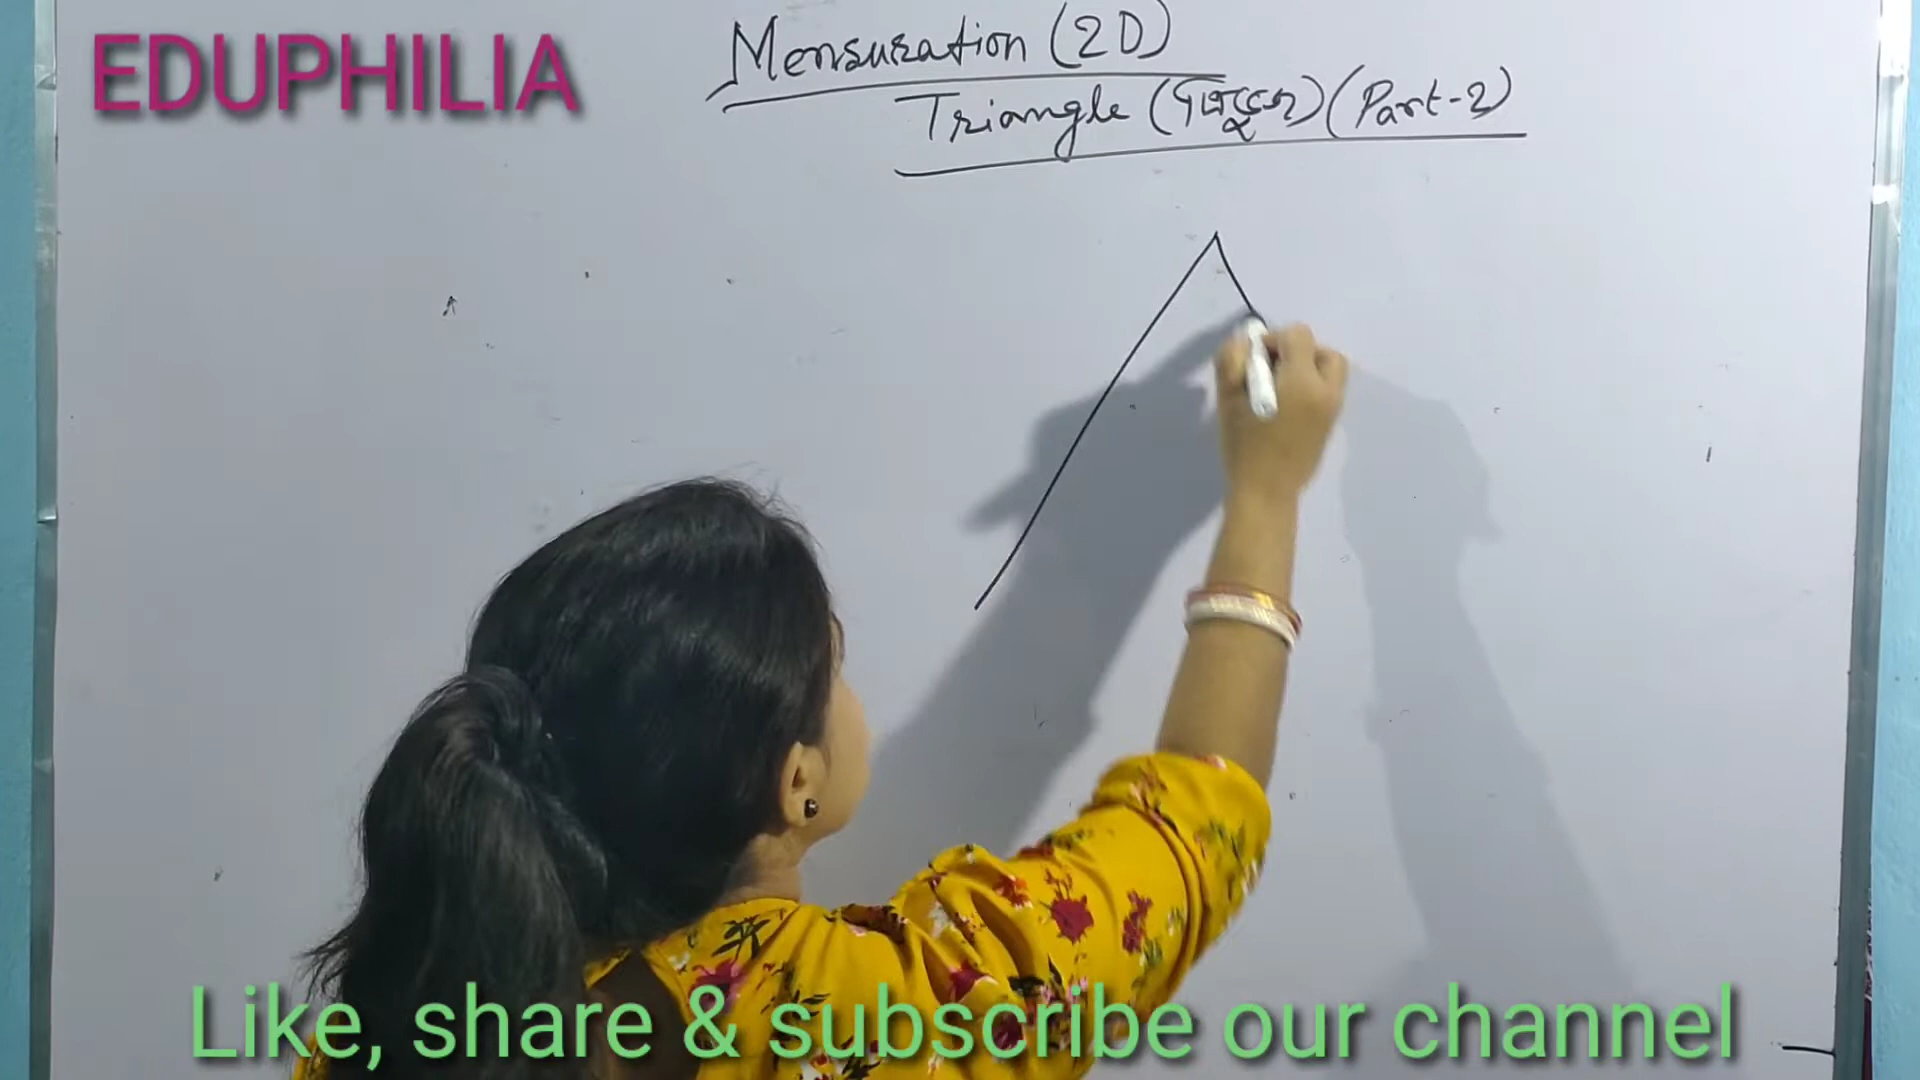 EDUPHILIA
Mensuration (2D)
Triangle (ତ୍ରିଭୁଜ) (Part-2)
Like, share & subscribe our channel